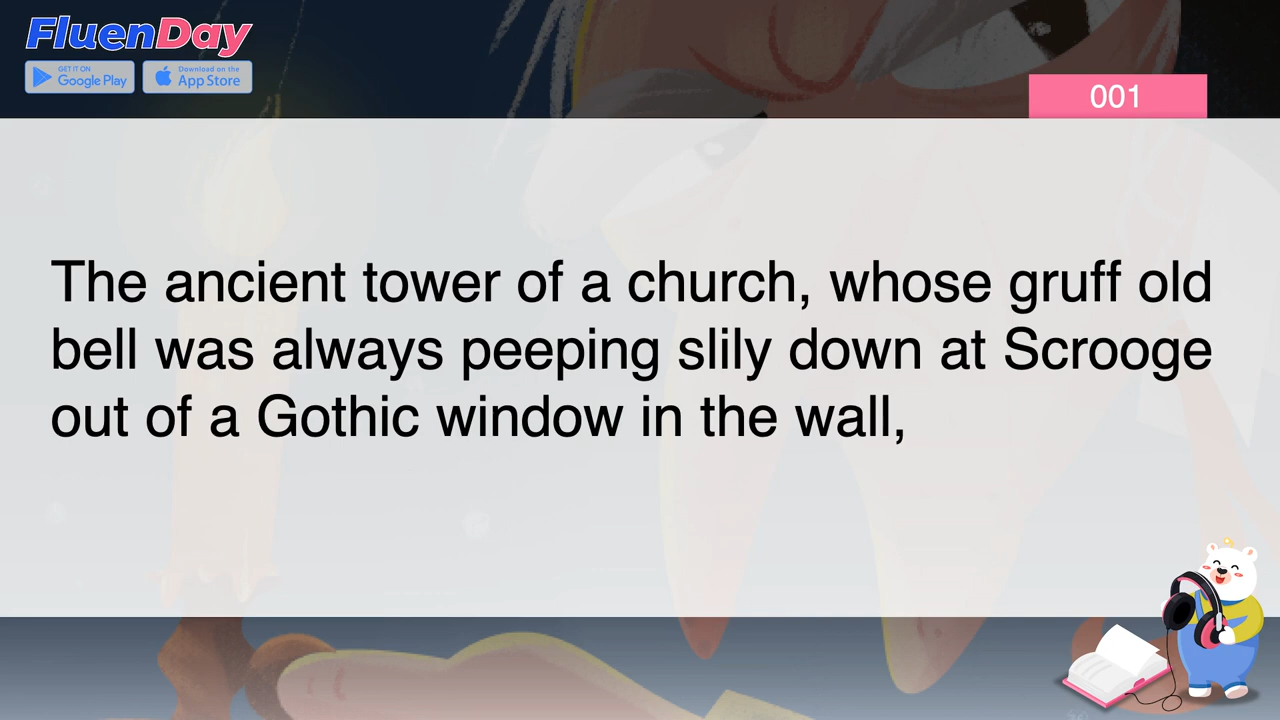 FluenDay
GET IT ON
Google Play
Download on the
App Store
001
The ancient tower of a church, whose gruff old
bell was always peeping slily down at Scrooge
out of a Gothic window in the wall,